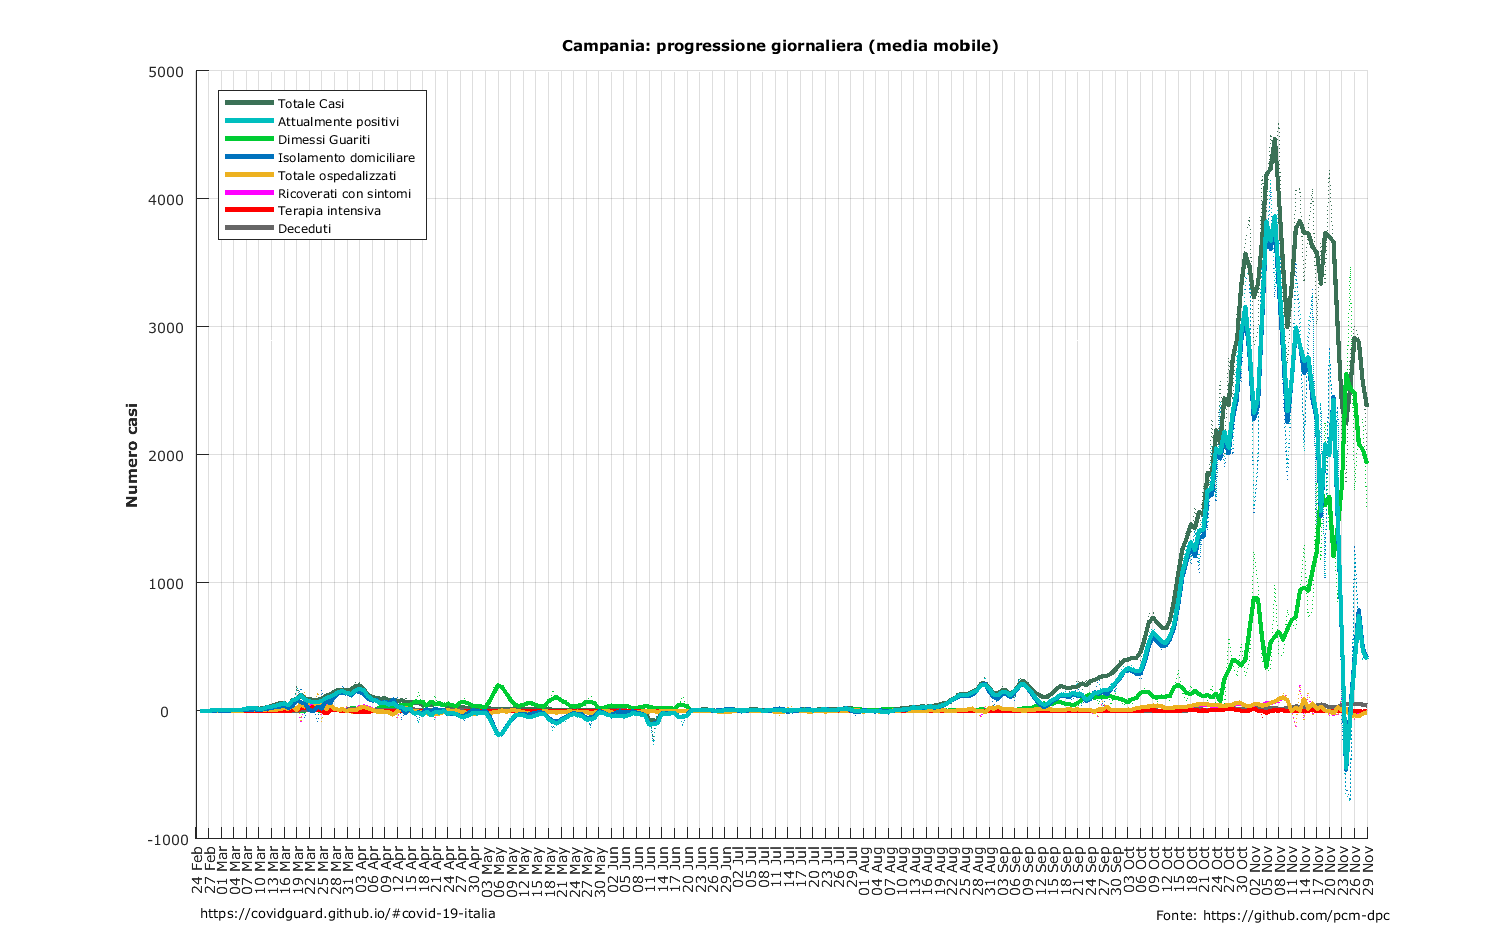 Campania: progressione giornaliera (media mobile)
5000
4000
3000
2000
1000
0
-1000
Numero casi
Totale Casi
Attualmente positivi
Dimessi Guariti
Isolamento domiciliare
Totale ospedalizzati
Ricoverati con sintomi
Terapia intensiva
Deceduti
24 Feb
27 Feb
01 Mar
04 Mar
07 Mar
10 Mar
13 Mar
16 Mar
19 Mar
22 Mar
25 Mar
28 Mar
31 Mar
03 Apr
06 Apr
09 Apr
12 Apr
15 Apr
18 Apr
21 Apr
24 Apr
27 Apr
30 Apr
03 May
06 May
09 May
12 May
15 May
18 May
21 May
24 May
27 May
30 May
02 Jun
05 Jun
08 Jun
11 Jun
14 Jun
17 Jun
20 Jun
23 Jun
26 Jun
29 Jun
02 Jul
05 Jul
08 Jul
11 Jul
14 Jul
17 Jul
20 Jul
23 Jul
26 Jul
29 Jul
01 Aug
04 Aug
07 Aug
10 Aug
13 Aug
16 Aug
19 Aug
22 Aug
25 Aug
28 Aug
31 Aug
03 Sep
06 Sep
09 Sep
12 Sep
15 Sep
18 Sep
21 Sep
24 Sep
27 Sep
30 Sep
03 Oct
06 Oct
09 Oct
12 Oct
15 Oct
18 Oct
21 Oct
24 Oct
27 Oct
30 Oct
02 Nov
05 Nov
08 Nov
11 Nov
14 Nov
17 Nov
20 Nov
23 Nov
26 Nov
29 Nov
https://covidguard.github.io/#covid-19-italia
Fonte: https://github.com/pcm-dpc